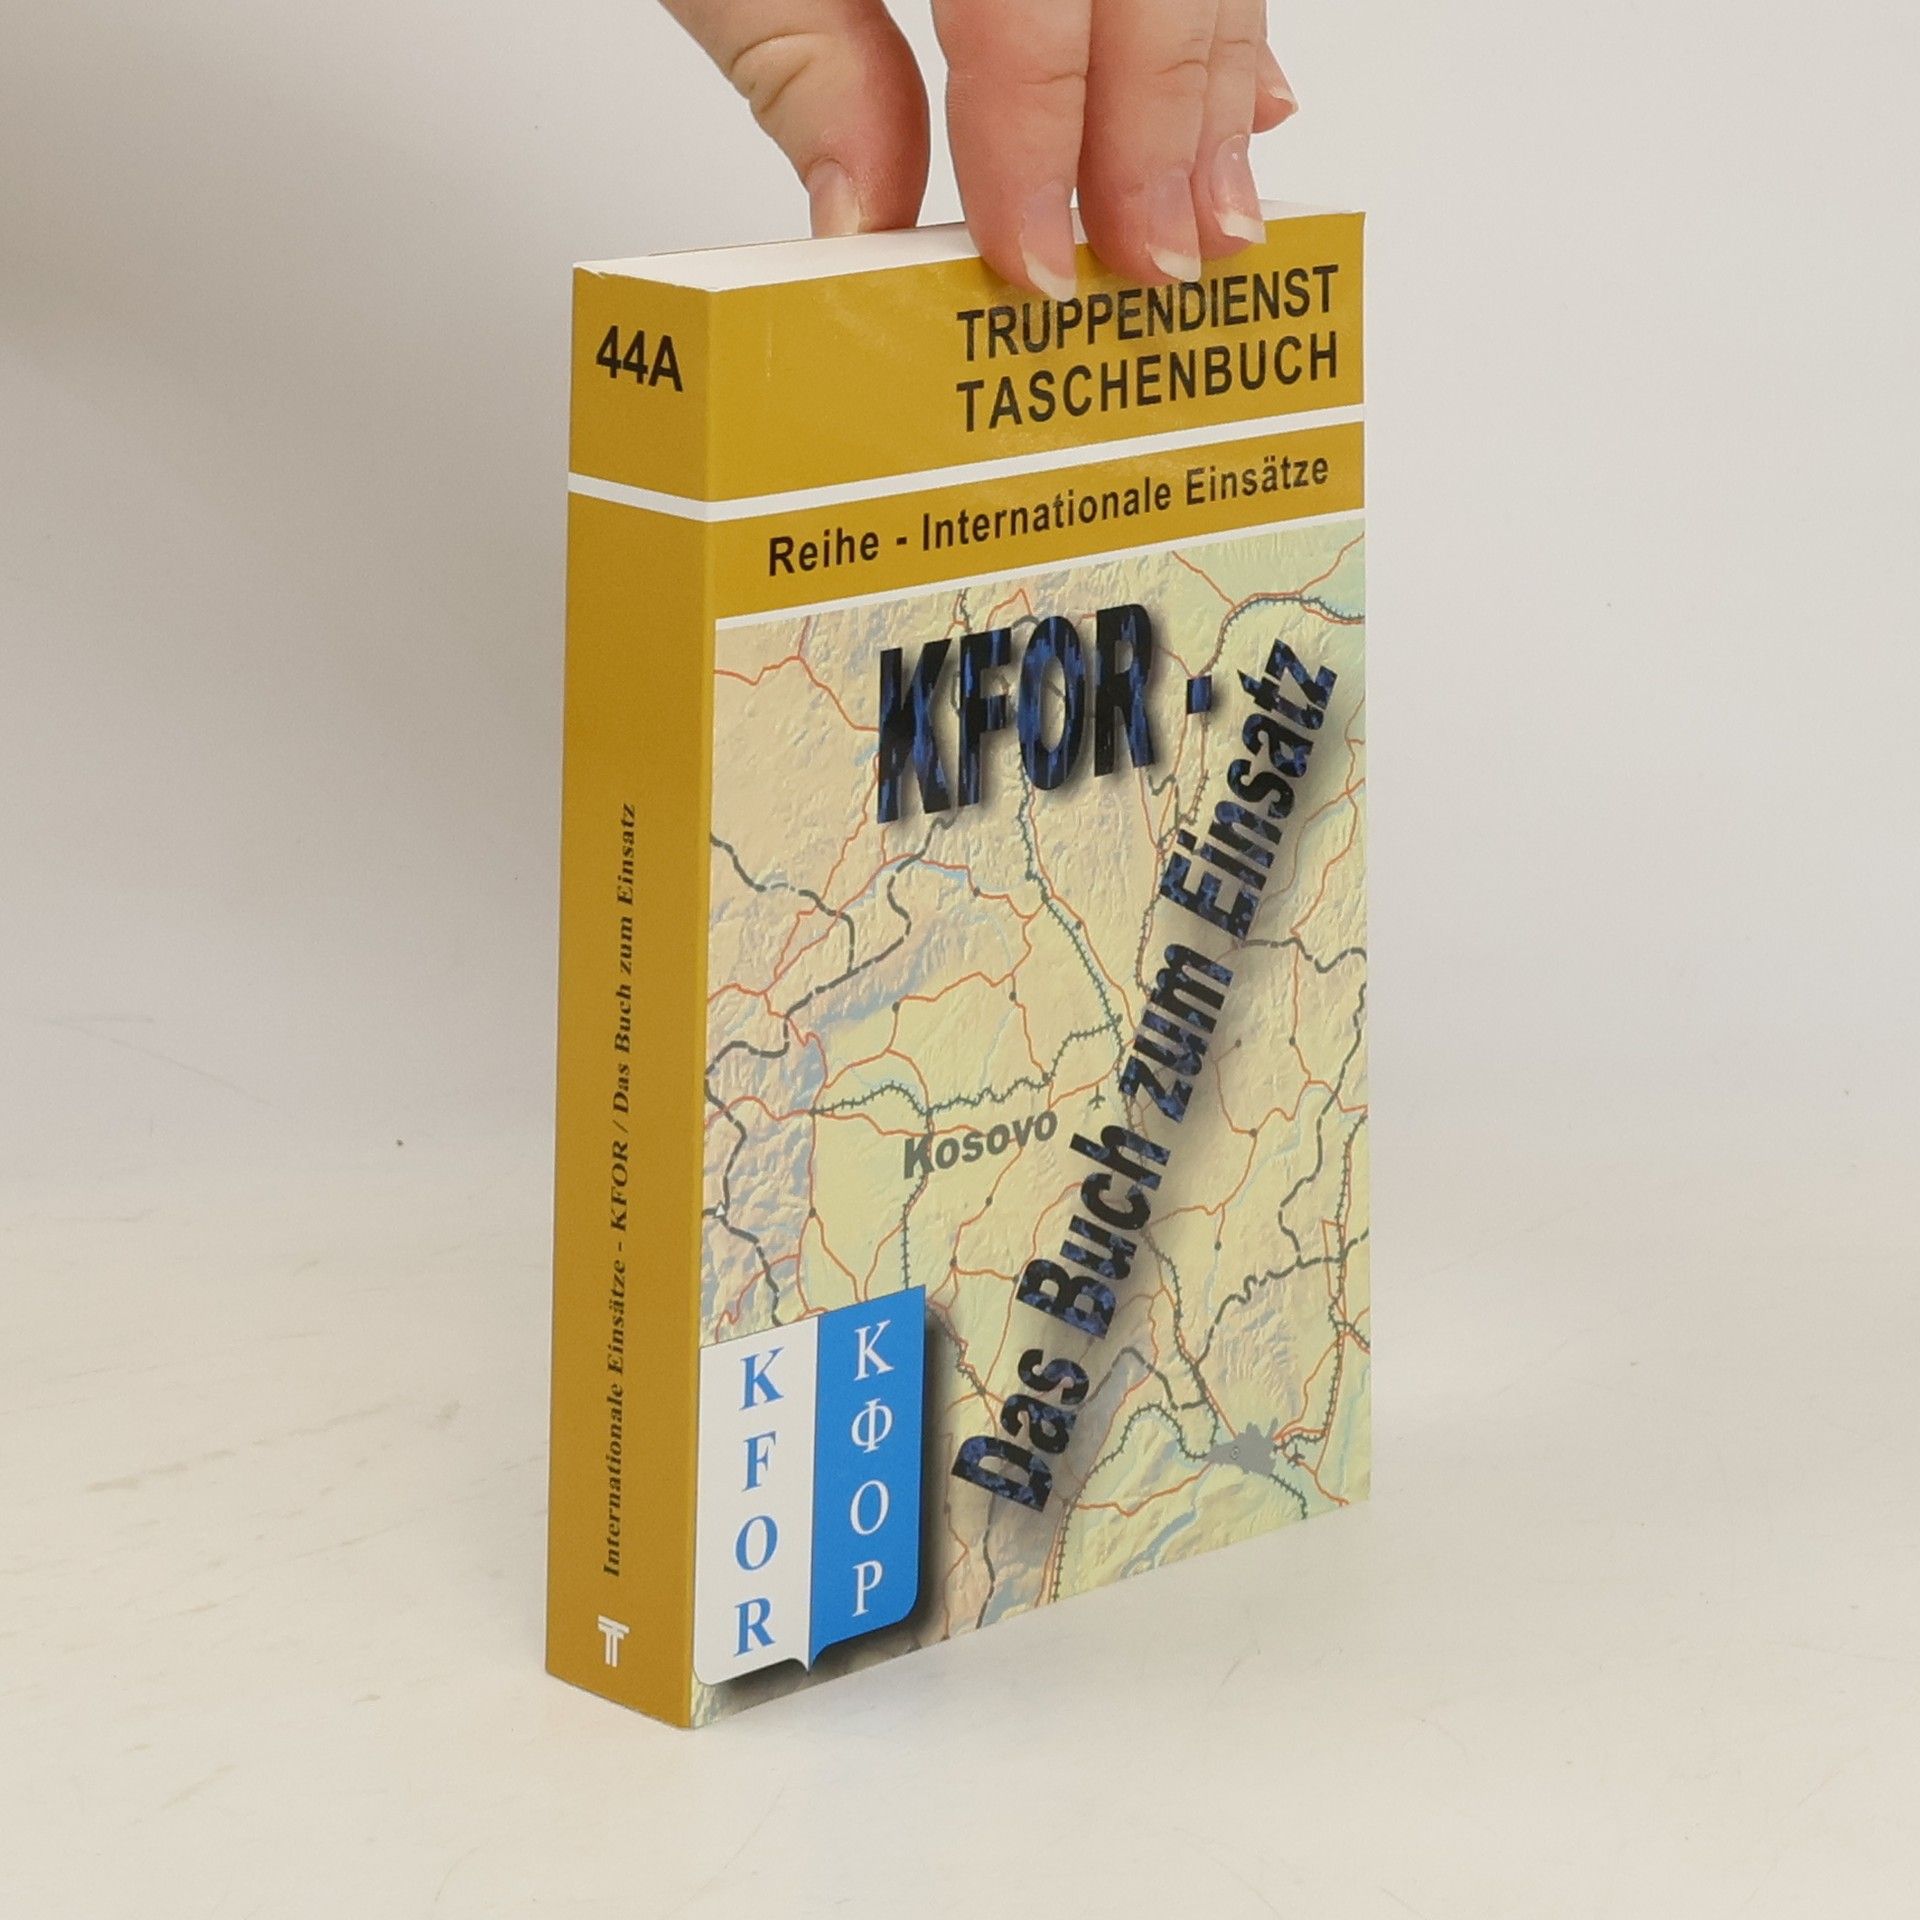 44A
Internationale Einsätze - KFOR / Das Buch zum Einsatz
TRUPPENDIENST
TASCHENBUCH
Reihe - Internationale Einsätze
KFOR -
Das Buch zum Einsatz
Kosovo
KFOR
КФОР